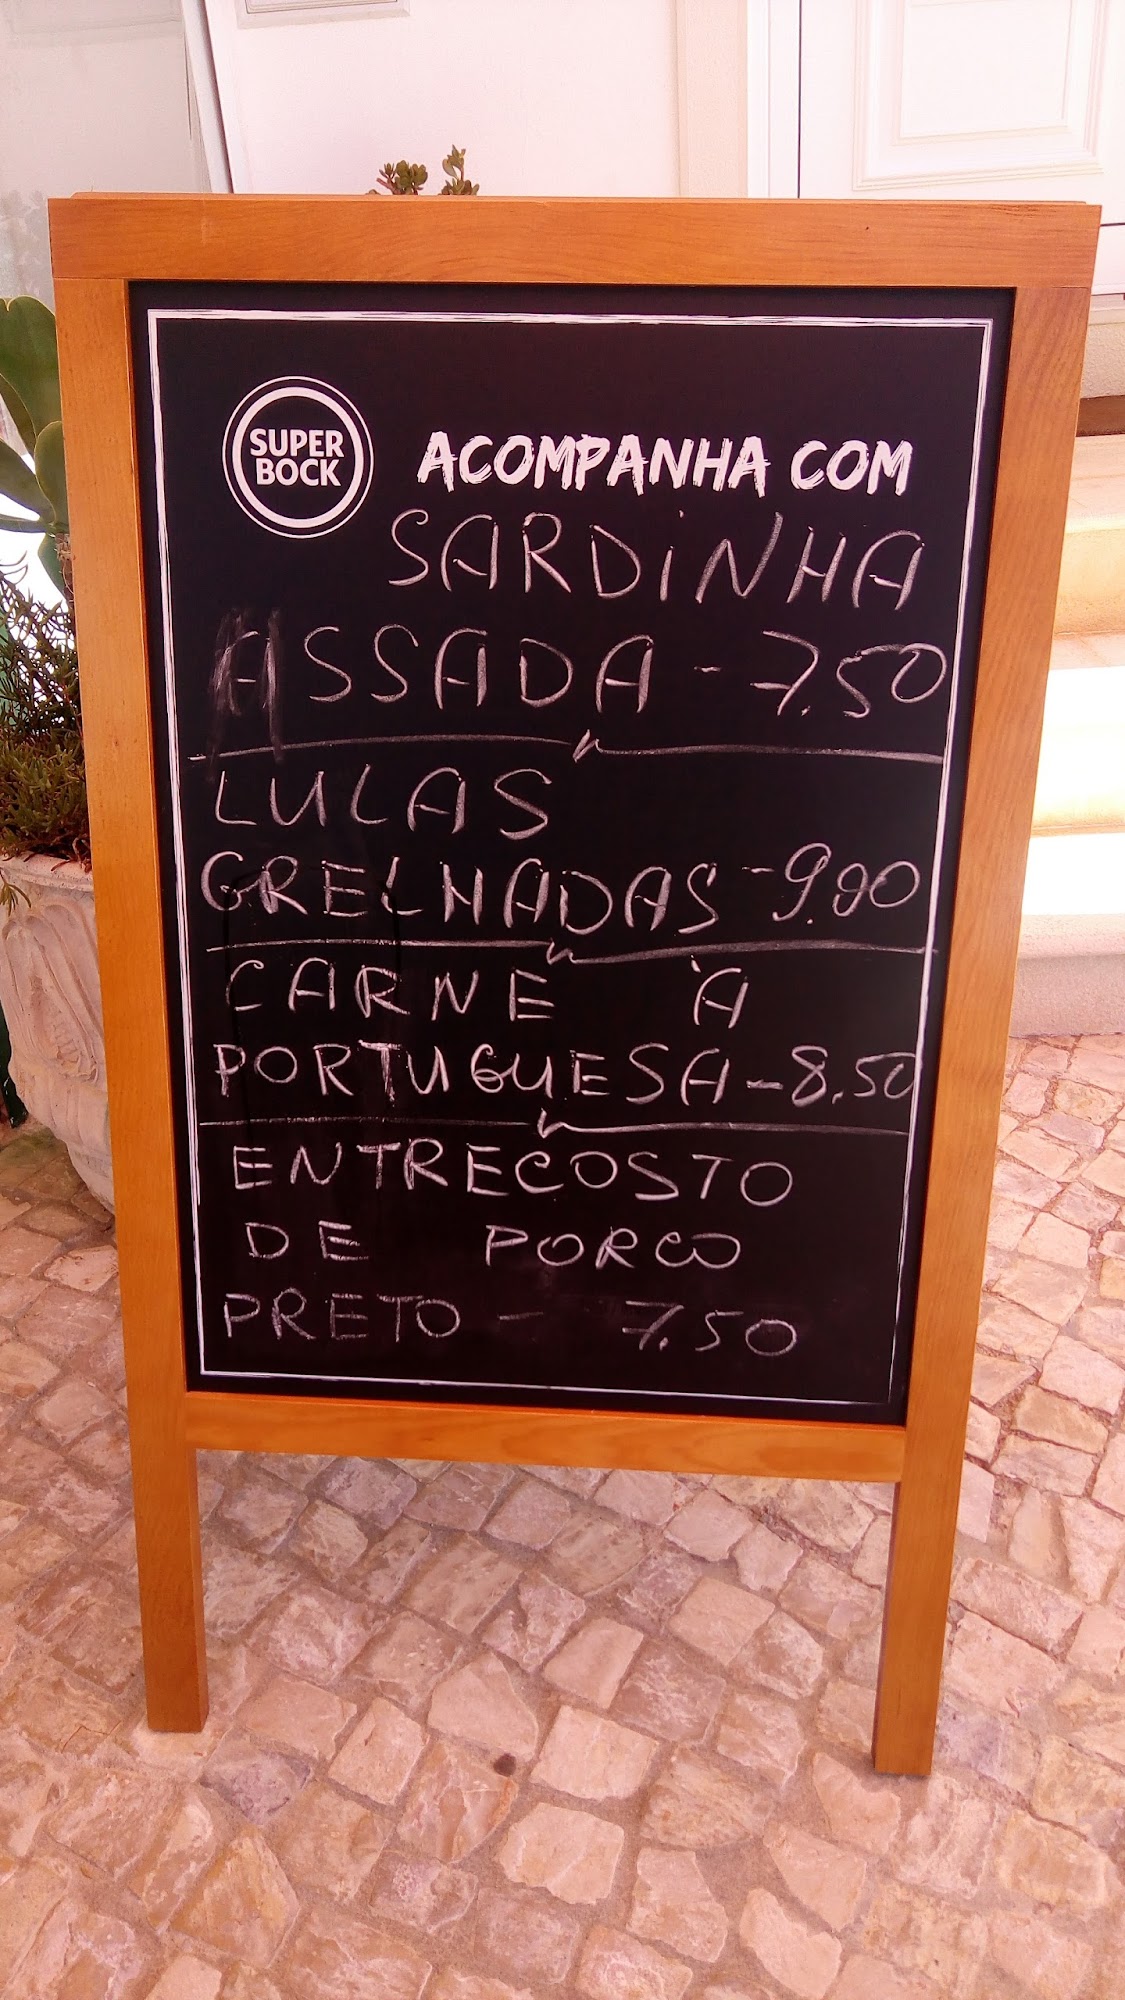 SUPER
BOCK
ACOMPANHA COM
SARDiNHA
ASSADA - 7.50
LULAS
GRELHADAS - 9.00
CARNE À
PORTUGUESA - 8.50
ENTRECOSTO
DE PORCO
PRETO - 7.50